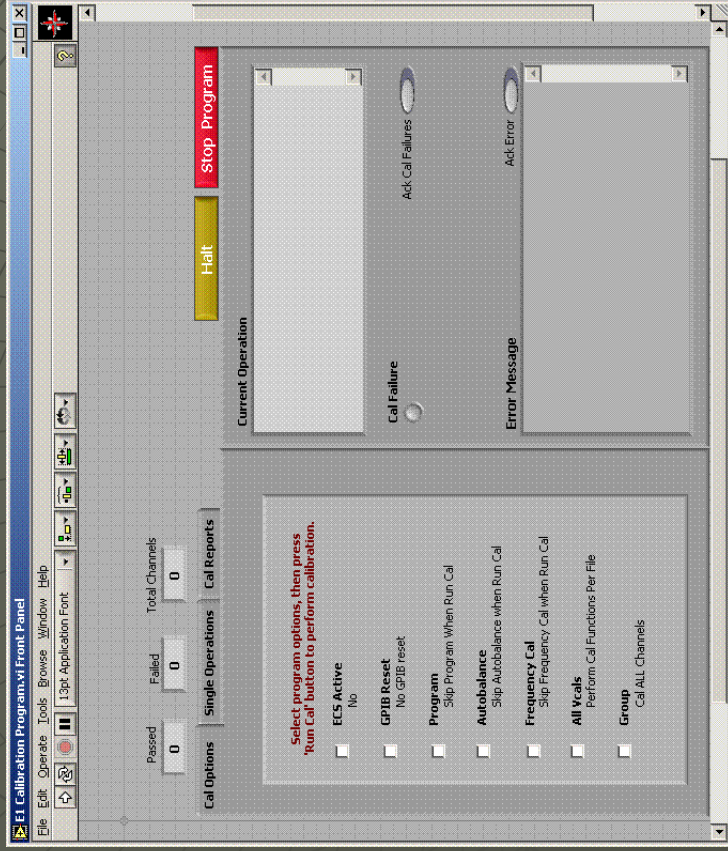 E1 Calibration Program.vi Front Panel
File Edit Operate Tools Browse Window Help
13pt Application Font
?
Passed Failed Total Channels
0 0 0
Halt Stop Program
Cal Options Single Operations Cal Reports
Select program options, then press
'Run Cal' button to perform calibration.
ECS Active
No
GPIB Reset
No GPIB reset
Program
Skip Program When Run Cal
Autobalance
Skip Autobalance when Run Cal
Frequency Cal
Skip Frequency Cal when Run Cal
All Ycals
Perform Cal Functions Per File
Group
Cal ALL Channels
Current Operation
Cal Failure
Ack Cal Failures
Ack Error
Error Message